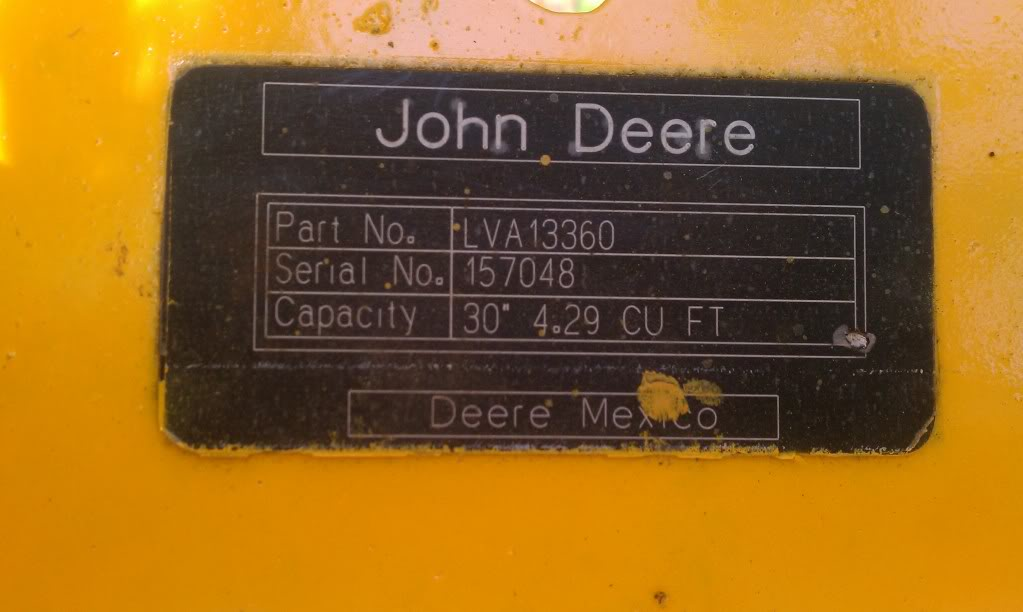 John Deere
Part No. LVA13360
Serial No. 157048
Capacity 30" 4.29 CU FT
Deere Mexico